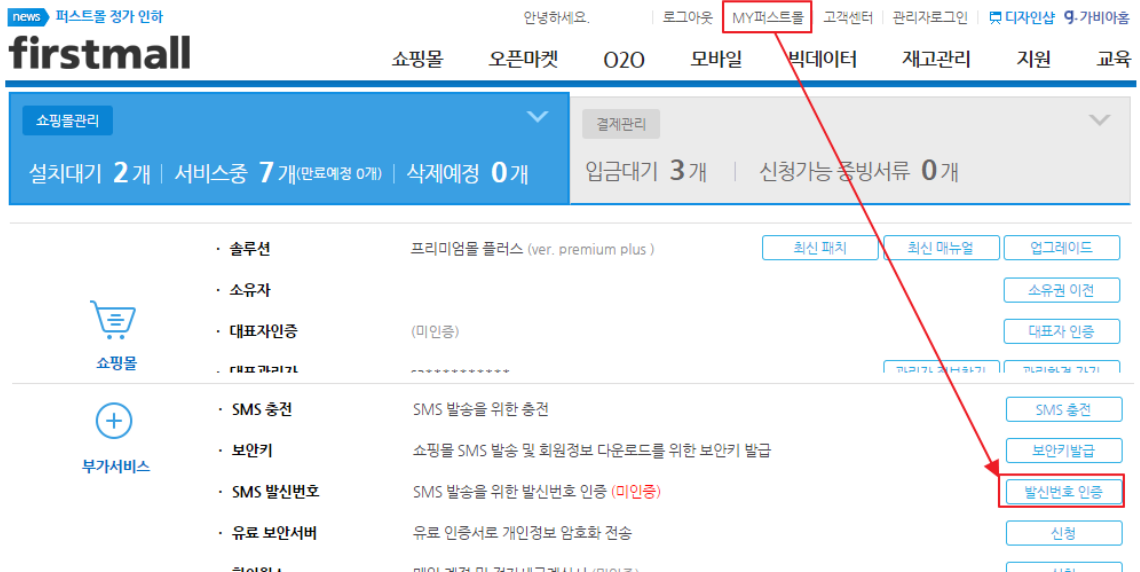 news 퍼스트몰 정가 인하
안녕하세요. 로그아웃 MY퍼스트몰 고객센터 관리자로그인 디자인샵 g·가비아홈
firstmall
쇼핑몰 오픈마켓 O2O 모바일 빅데이터 재고관리 지원 교육
쇼핑몰관리
설치대기 2개 서비스중 7개(만료예정 0개) 삭제예정 0개
결제관리
입금대기 3개 신청가능 증빙서류 0개
쇼핑몰
· 솔루션 프리미엄몰 플러스 (ver. premium plus ) 최신 패치 최신 매뉴얼 업그레이드
· 소유자 소유권 이전
· 대표자인증 (미인증) 대표자 인증
· 대표관리자
부가서비스
· SMS 충전 SMS 발송을 위한 충전 SMS 충전
· 보안키 쇼핑몰 SMS 발송 및 회원정보 다운로드를 위한 보안키 발급 보안키발급
· SMS 발신번호 SMS 발송을 위한 발신번호 인증 (미인증) 발신번호 인증
· 유료 보안서버 유료 인증서로 개인정보 암호화 전송 신청